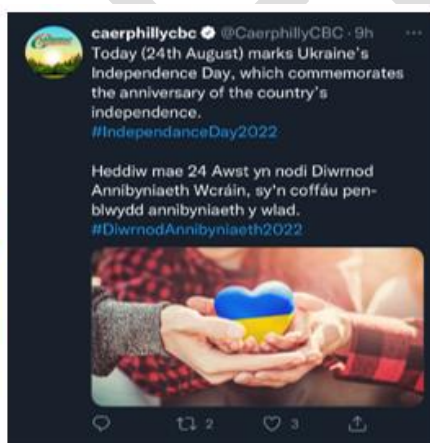 caerphillycbc @CaerphillyCBC · 9h
Today (24th August) marks Ukraine's
Independence Day, which commemorates
the anniversary of the country's
independence.
#IndependanceDay2022
Heddiw mae 24 Awst yn nodi Diwrnod
Annibyniaeth Wcráin, sy'n coffáu pen-
blwydd annibyniaeth y wlad.
#DiwrnodAnnibyniaeth2022
2 3